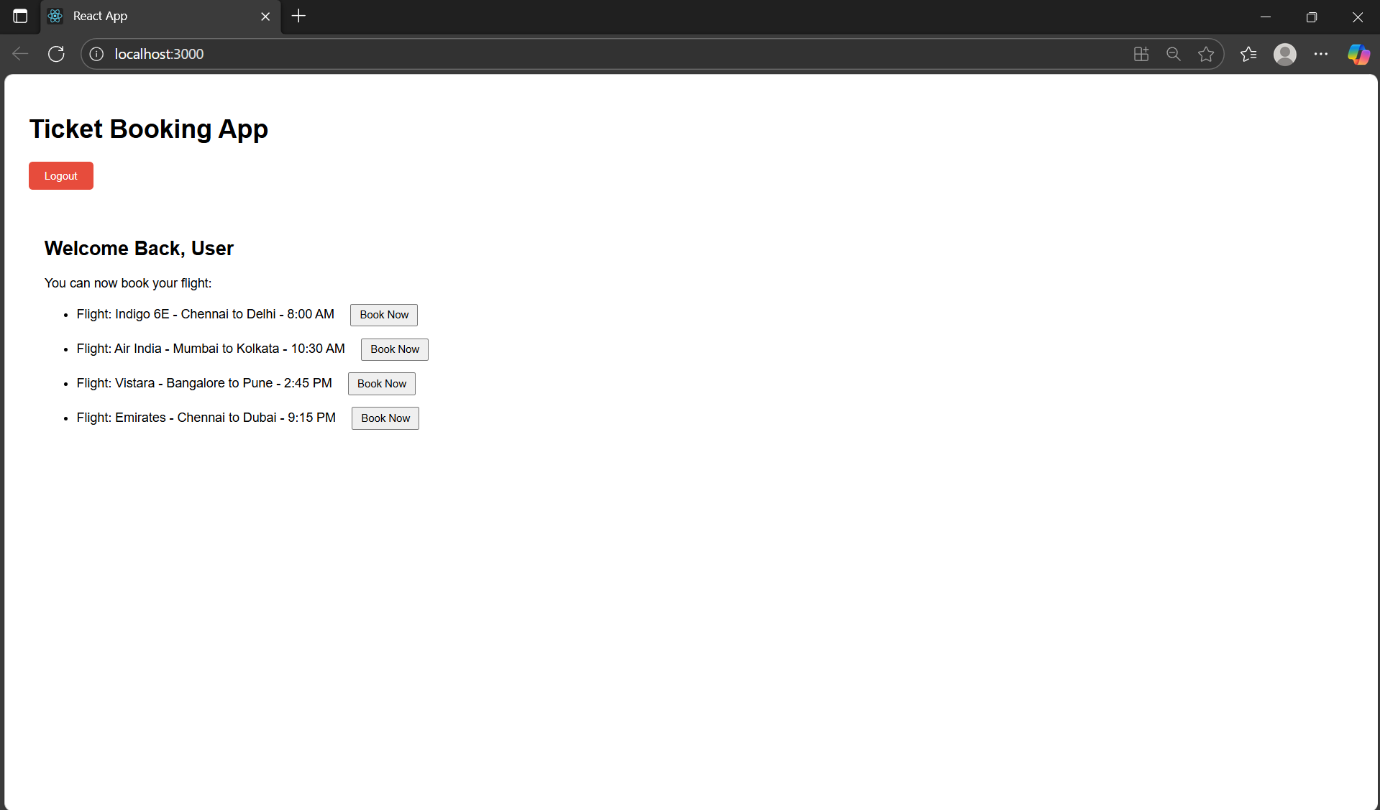 React App
localhost:3000
Ticket Booking App
Logout
Welcome Back, User
You can now book your flight:
• Flight: Indigo 6E - Chennai to Delhi - 8:00 AM Book Now
• Flight: Air India - Mumbai to Kolkata - 10:30 AM Book Now
• Flight: Vistara - Bangalore to Pune - 2:45 PM Book Now
• Flight: Emirates - Chennai to Dubai - 9:15 PM Book Now